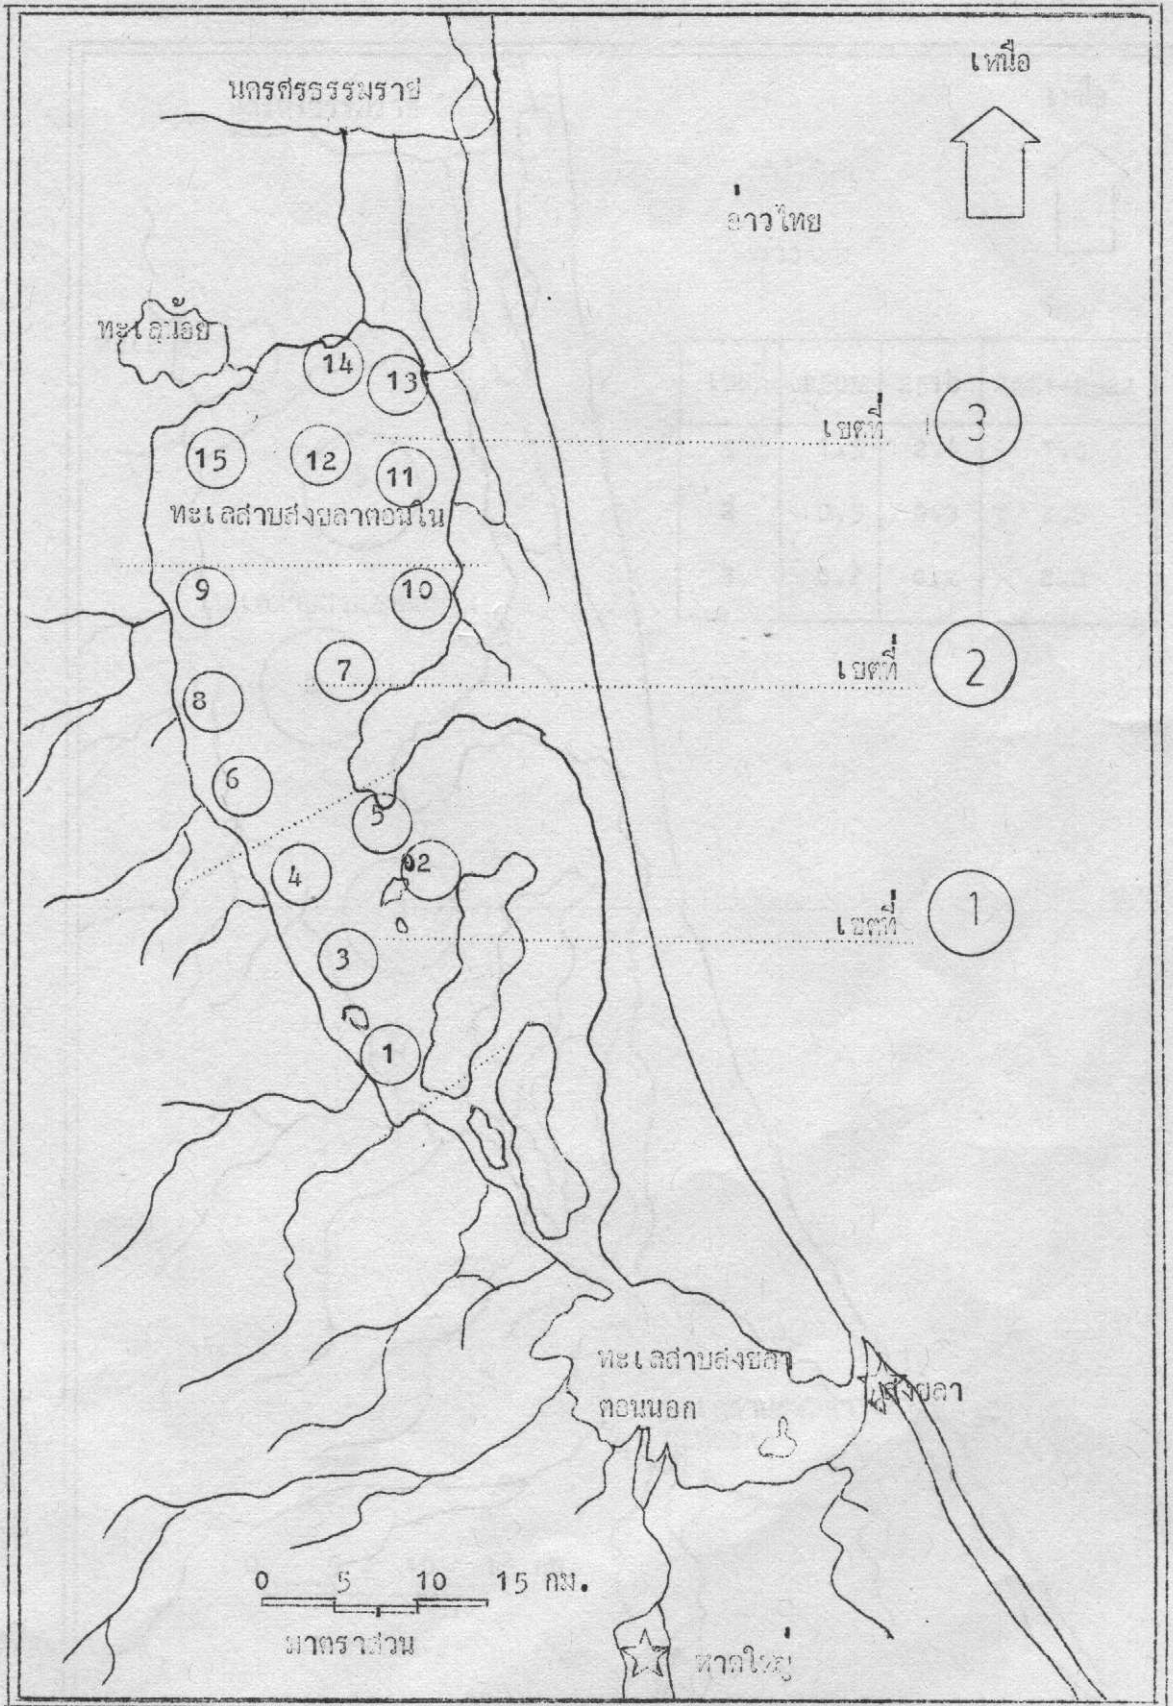 เหนือ
นครศรธรรมราช
อ่าวไทย
ทะเลน้อย
14
13
เขตที่ 3
15
12
11
ทะเลสาบสงขลาตอนใน
9
10
7
เขตที่ 2
8
6
5
4
2
เขตที่ 1
3
1
ทะเลสาบสงขลา
ตอนนอก
สงขลา
0 5 10 15 กม.
มาตราส่วน
หาดใหญ่